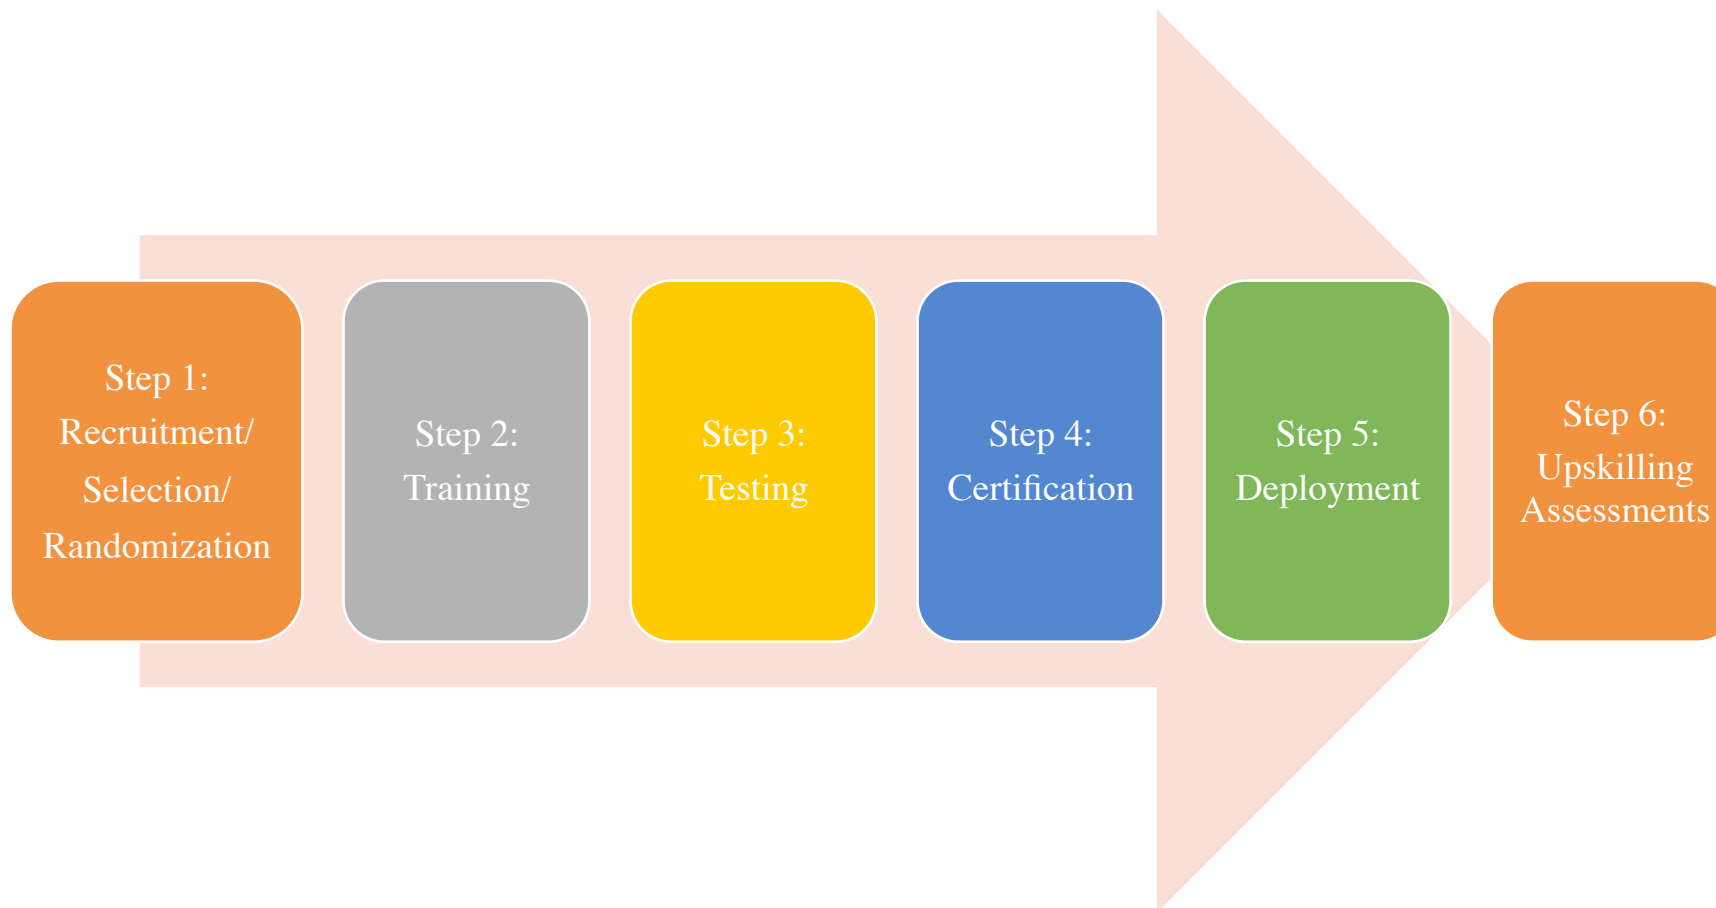 Step 1:
Recruitment/
Selection/
Randomization
Step 2:
Training
Step 3:
Testing
Step 4:
Certification
Step 5:
Deployment
Step 6:
Upskilling
Assessments